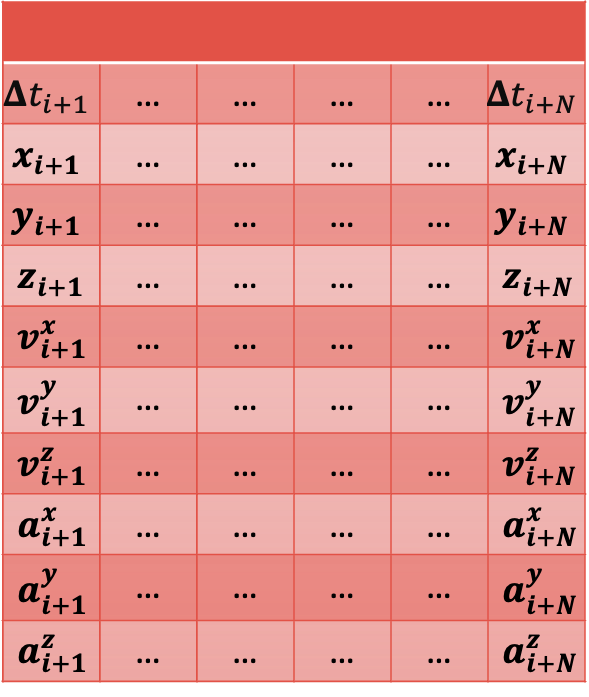 Δt_{i+1} ... ... ... ... Δt_{i+N}
x_{i+1} ... ... ... ... x_{i+N}
y_{i+1} ... ... ... ... y_{i+N}
z_{i+1} ... ... ... ... z_{i+N}
v^x_{i+1} ... ... ... ... v^x_{i+N}
v^y_{i+1} ... ... ... ... v^y_{i+N}
v^z_{i+1} ... ... ... ... v^z_{i+N}
a^x_{i+1} ... ... ... ... a^x_{i+N}
a^y_{i+1} ... ... ... ... a^y_{i+N}
a^z_{i+1} ... ... ... ... a^z_{i+N}